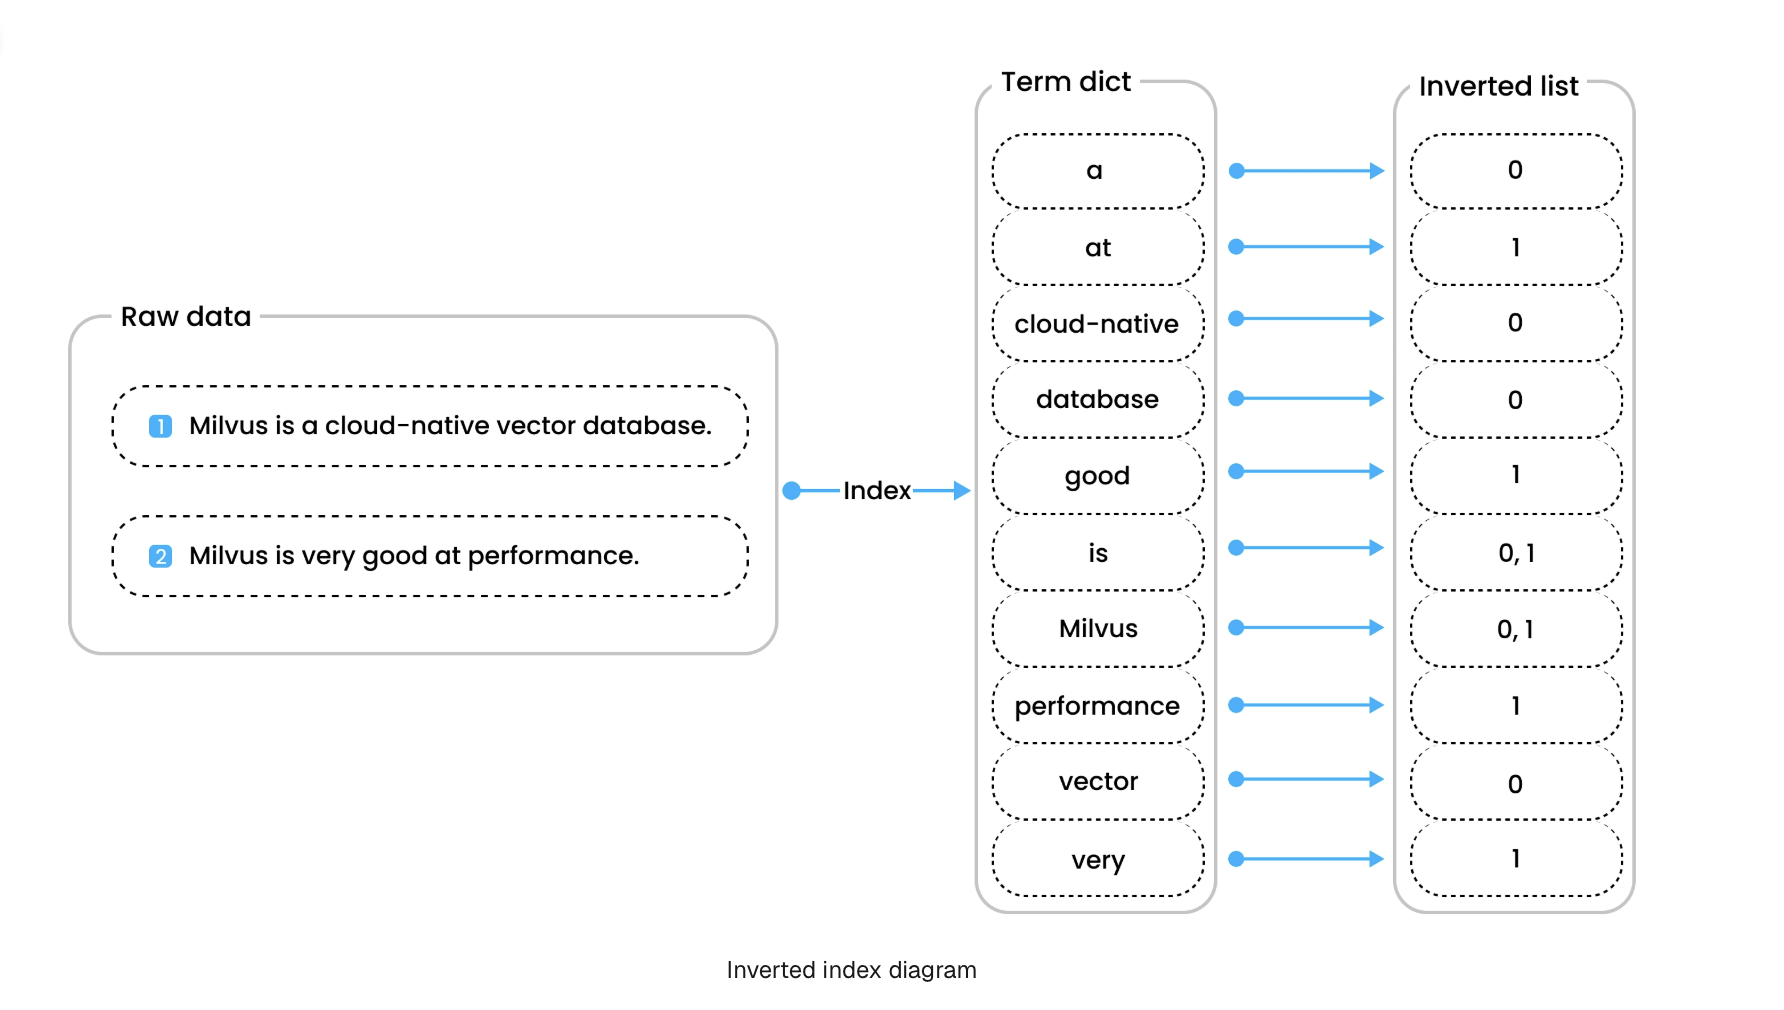 Raw data
1 Milvus is a cloud-native vector database.
2 Milvus is very good at performance.
Index
Term dict
a
at
cloud-native
database
good
is
Milvus
performance
vector
very
Inverted list
0
1
0
0
1
0, 1
0, 1
1
0
1
Inverted index diagram